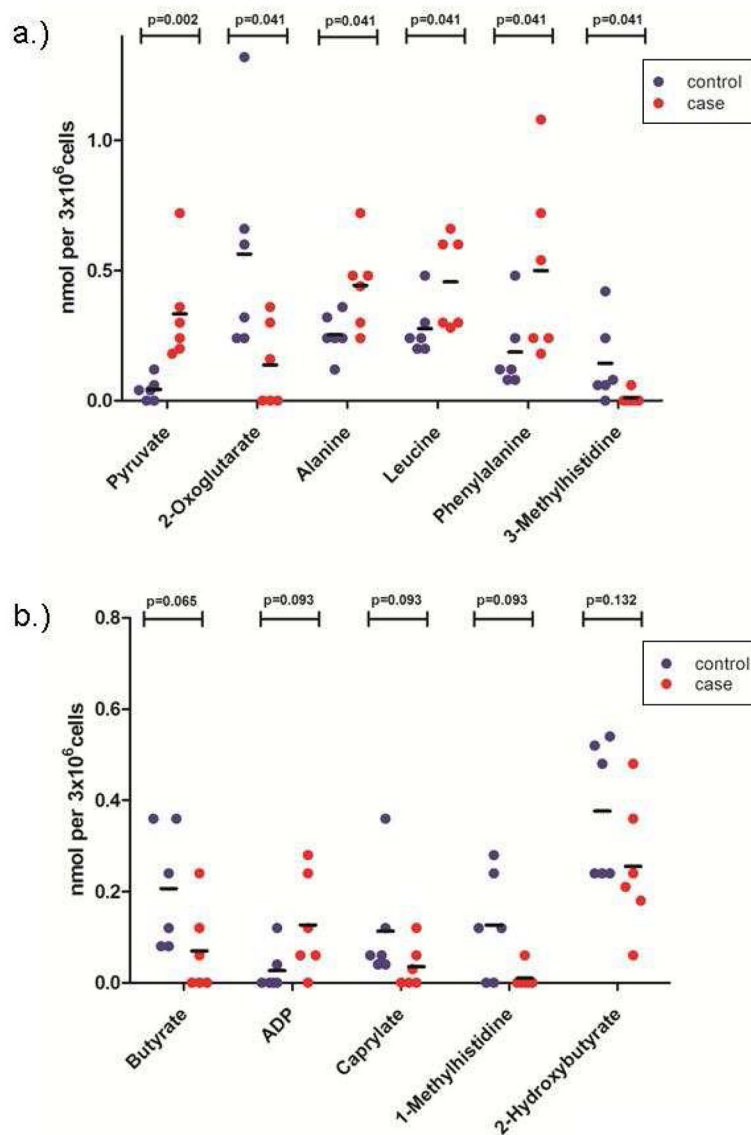 a.)
p=0.002 p=0.041 p=0.041 p=0.041 p=0.041 p=0.041
control
case
1.0
0.5
0.0
nmol per 3x10⁶cells
Pyruvate
2-Oxoglutarate
Alanine
Leucine
Phenylalanine
3-Methylhistidine
b.)
p=0.065 p=0.093 p=0.093 p=0.093 p=0.132
control
case
0.8
0.6
0.4
0.2
0.0
nmol per 3x10⁶cells
Butyrate
ADP
Caprylate
1-Methylhistidine
2-Hydroxybutyrate